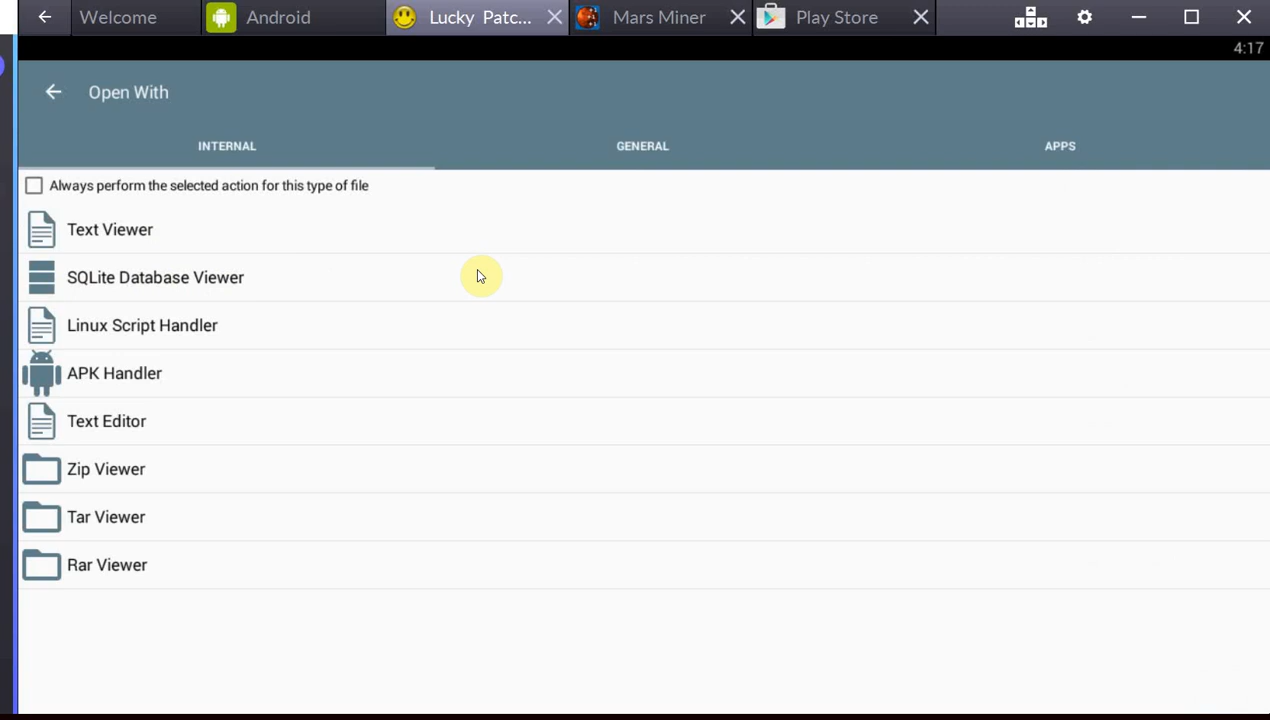 Welcome
Android
Lucky Patc...
Mars Miner
Play Store
4:17
Open With
INTERNAL
GENERAL
APPS
Always perform the selected action for this type of file
Text Viewer
SQLite Database Viewer
Linux Script Handler
APK Handler
Text Editor
Zip Viewer
Tar Viewer
Rar Viewer